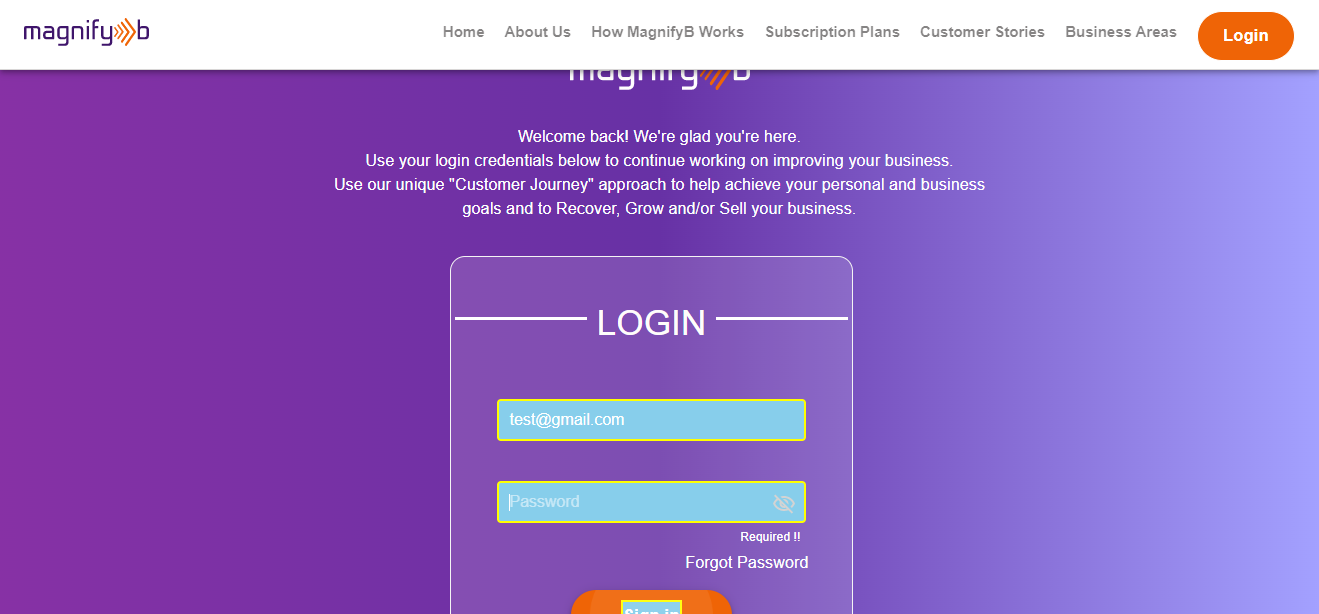 magnifyb
Home About Us How MagnifyB Works Subscription Plans Customer Stories Business Areas Login
magnifyb
Welcome back! We're glad you're here.
Use your login credentials below to continue working on improving your business.
Use our unique "Customer Journey" approach to help achieve your personal and business
goals and to Recover, Grow and/or Sell your business.
LOGIN
test@gmail.com
Password
Required !!
Forgot Password
Sign in